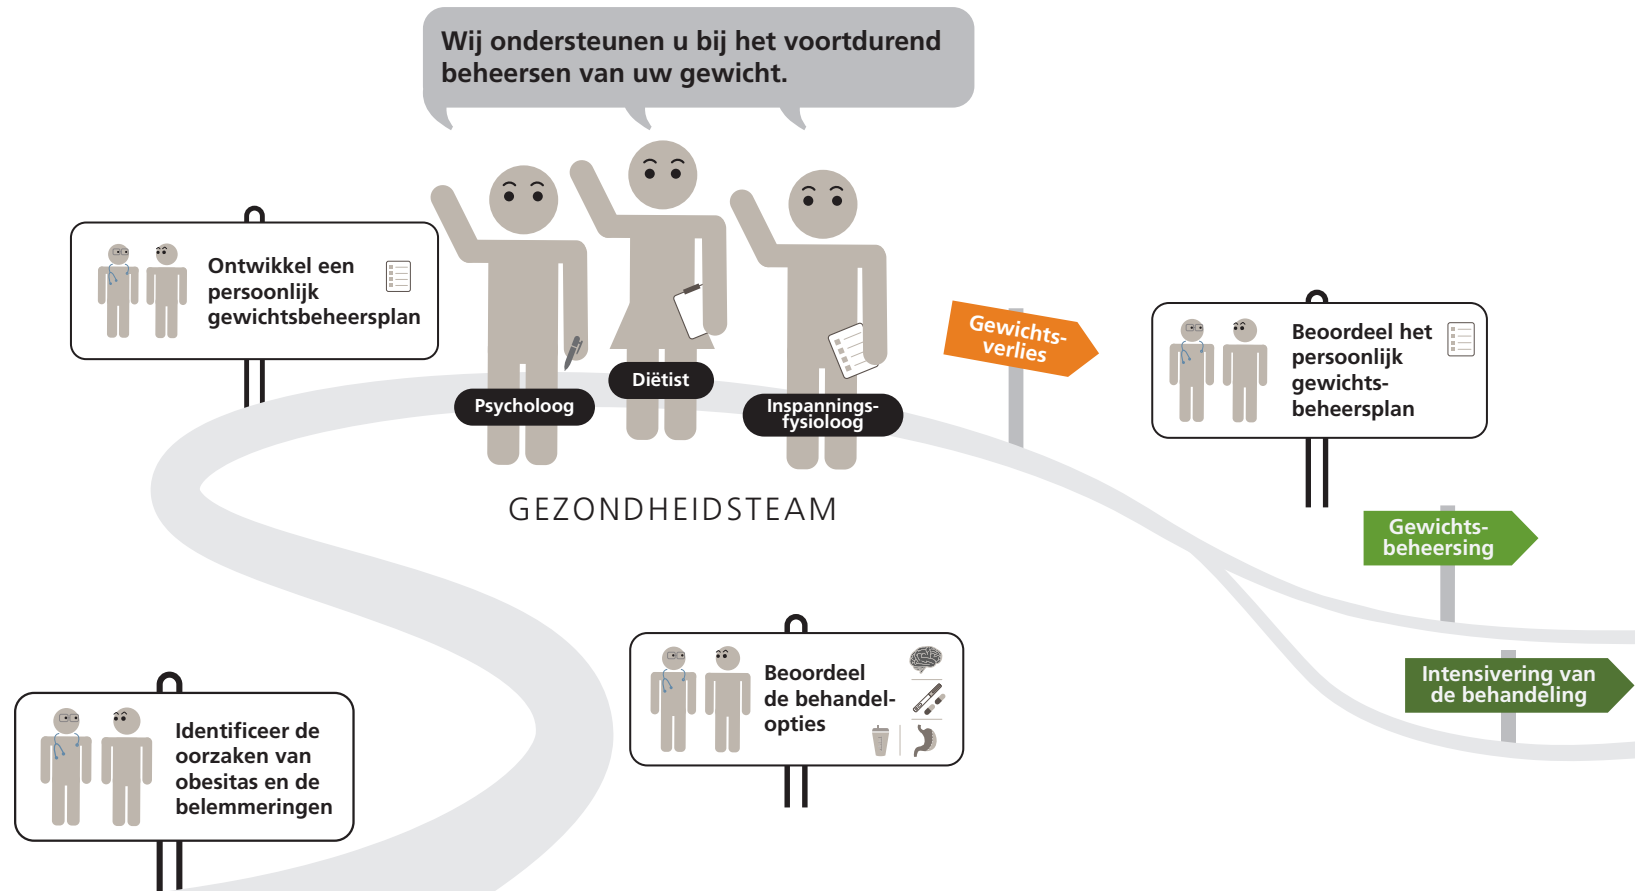 Wij ondersteunen u bij het voortdurend
beheersen van uw gewicht.
Ontwikkel een
persoonlijk
gewichtsbeheersplan
Psycholoog
Diëtist
Inspannings-
fysioloog
GEZONDHEIDSTEAM
Gewichts-
verlies
Beoordeel het
persoonlijk
gewichts-
beheersplan
Gewichts-
beheersing
Intensivering van
de behandeling
Beoordeel
de behandel-
opties
Identificeer de
oorzaken van
obesitas en de
belemmeringen